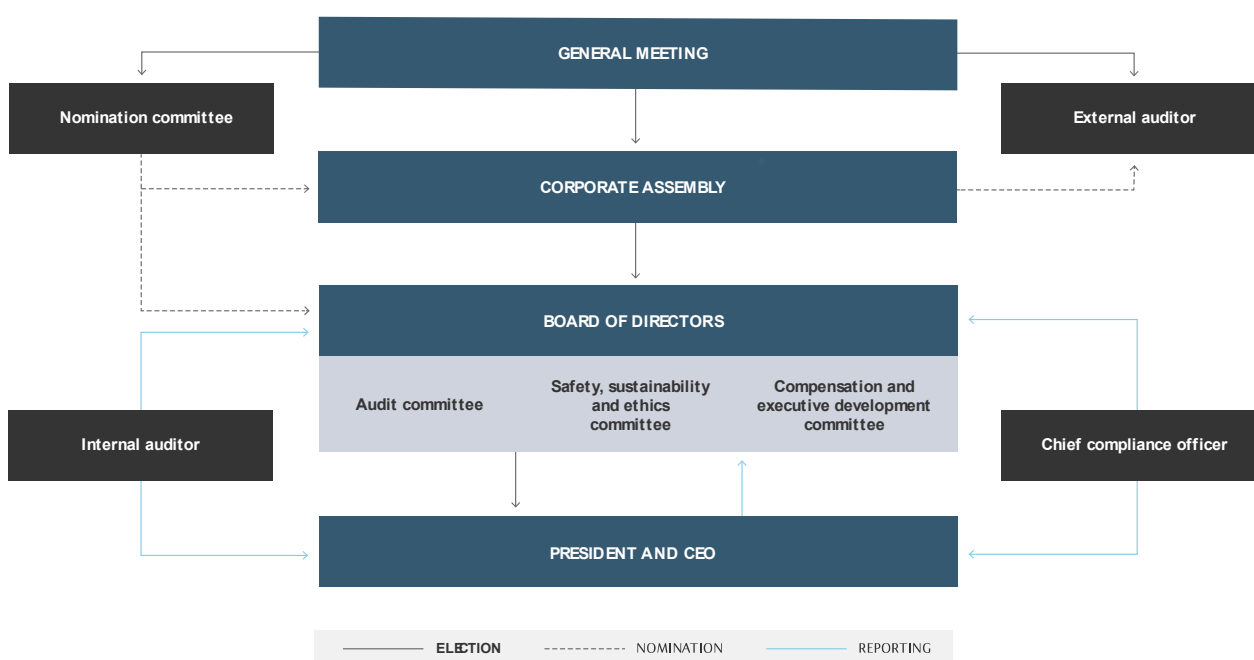 GENERAL MEETING
Nomination committee
External auditor
CORPORATE ASSEMBLY
BOARD OF DIRECTORS
Audit committee
Safety, sustainability
and ethics
committee
Compensation and
executive development
committee
Internal auditor
Chief compliance officer
PRESIDENT AND CEO
ELECTION
NOMINATION
REPORTING